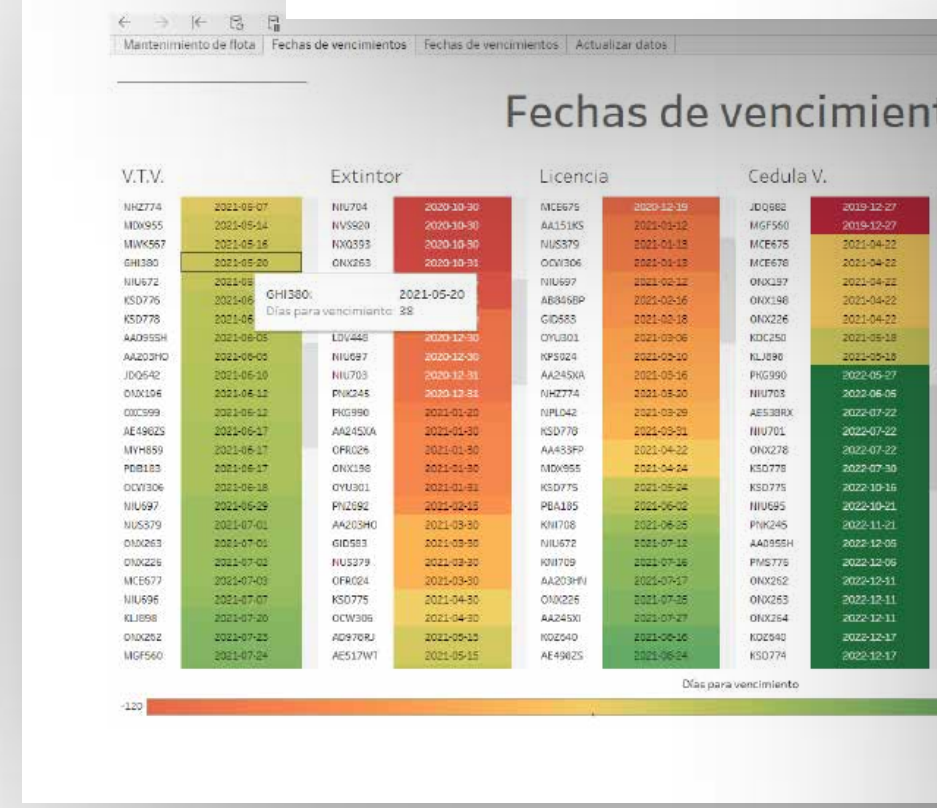 Mantenimiento de flota | Fechas de vencimientos | Fechas de vencimientos | Actualizar datos
Fechas de vencimient
V.T.V. Extintor Licencia Cedula V.
NHZ774 2021-05-07 NIU704 2020-10-30 MCE675 2020-12-19 JDQ682 2019-12-27
MDX955 2021-05-14 NVS920 2020-10-30 AA151KS 2021-01-12 MGF560 2019-12-27
MWK567 2021-05-16 NXQ393 2020-10-30 NUS379 2021-01-13 MCE675 2021-04-22
GHI380 2021-05-20 ONX263 2020-10-31 OCW306 2021-01-13 MCE678 2021-04-22
NIU672 NIU697 2021-02-12 ONX197 2021-04-22
GHI380: 2021-05-20
Días para vencimiento: 38
KSD776 AB846BP 2021-02-16 ONX198 2021-04-22
KSD778 GID583 2021-02-18 ONX226 2021-04-22
AA095SH 2021-06-05 LDV448 2020-12-30 OYU301 2021-03-06 KDC250 2021-05-18
AA203HO 2021-06-05 NIU697 2020-12-30 KPS024 2021-03-10 KLJ898 2021-05-18
JDQ542 2021-06-10 NIU703 2020-12-31 AA245XA 2021-03-16 PKG990 2022-05-27
ONX196 2021-06-12 PNK245 2020-12-31 NHZ774 2021-03-20 NIU703 2022-06-05
OXC999 2021-06-12 PKG990 2021-01-20 NPL042 2021-03-29 AE538RX 2022-07-22
AE498ZS 2021-06-17 AA245XA 2021-01-30 KSD778 2021-03-31 NIU701 2022-07-22
MYH859 2021-06-17 OFR026 2021-01-30 AA433FP 2021-04-22 ONX278 2022-07-22
PDB183 2021-06-17 ONX198 2021-01-30 MDX955 2021-04-24 KSD778 2022-07-30
OCW306 2021-06-18 OYU301 2021-01-31 KSD775 2021-05-24 KSD775 2022-10-16
NIU697 2021-06-29 PNZ692 2021-02-15 PBA185 2021-06-02 NIU695 2022-10-21
NUS379 2021-07-01 AA203HO 2021-03-30 KNI708 2021-06-25 PNK245 2022-11-21
ONX263 2021-07-01 GID583 2021-03-30 NIU672 2021-07-12 AA095SH 2022-12-05
ONX226 2021-07-02 NUS379 2021-03-30 KNI709 2021-07-16 PMS776 2022-12-06
MCE677 2021-07-03 OFR024 2021-03-30 AA203HN 2021-07-17 ONX262 2022-12-11
NIU696 2021-07-07 KSD775 2021-04-30 ONX226 2021-07-25 ONX263 2022-12-11
KLJ898 2021-07-20 OCW306 2021-04-30 AA245XI 2021-07-27 ONX264 2022-12-11
ONX262 2021-07-23 AD978RJ 2021-05-15 KOZ640 2021-08-16 KOZ640 2022-12-17
MGF560 2021-07-24 AE517WT 2021-05-15 AE498ZS 2021-08-24 KSD774 2022-12-17
Días para vencimiento
-120